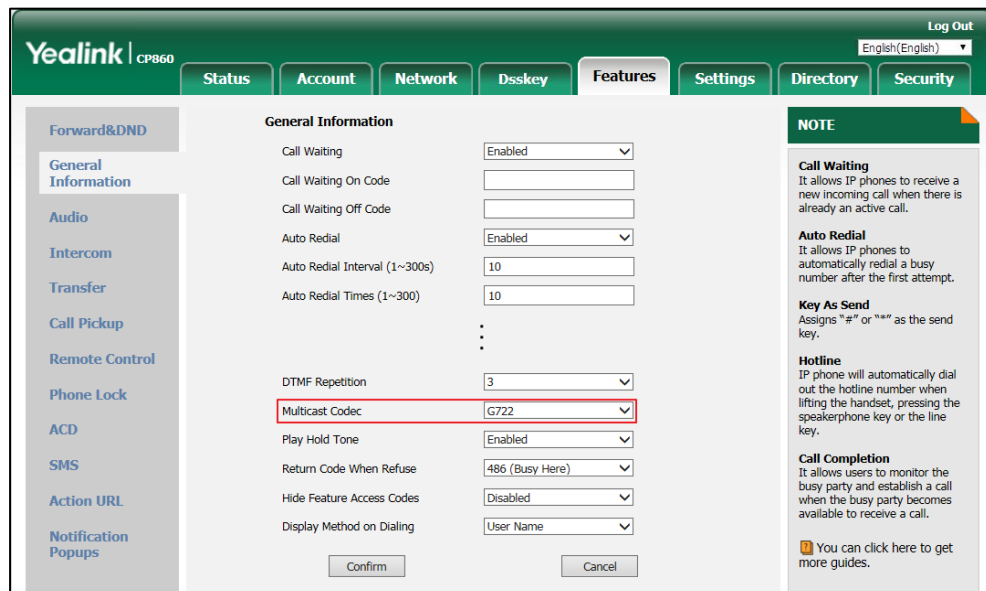 Log Out
Yealink | CP860
English(English)
Status Account Network Dsskey Features Settings Directory Security
Forward&DND
General
Information
Audio
Intercom
Transfer
Call Pickup
Remote Control
Phone Lock
ACD
SMS
Action URL
Notification
Popups
General Information
Call Waiting Enabled
Call Waiting On Code
Call Waiting Off Code
Auto Redial Enabled
Auto Redial Interval (1~300s) 10
Auto Redial Times (1~300) 10
DTMF Repetition 3
Multicast Codec G722
Play Hold Tone Enabled
Return Code When Refuse 486 (Busy Here)
Hide Feature Access Codes Disabled
Display Method on Dialing User Name
Confirm Cancel
NOTE
Call Waiting
It allows IP phones to receive a
new incoming call when there is
already an active call.
Auto Redial
It allows IP phones to
automatically redial a busy
number after the first attempt.
Key As Send
Assigns "#" or "*" as the send
key.
Hotline
IP phone will automatically dial
out the hotline number when
lifting the handset, pressing the
speakerphone key or the line
key.
Call Completion
It allows users to monitor the
busy party and establish a call
when the busy party becomes
available to receive a call.
You can click here to get
more guides.